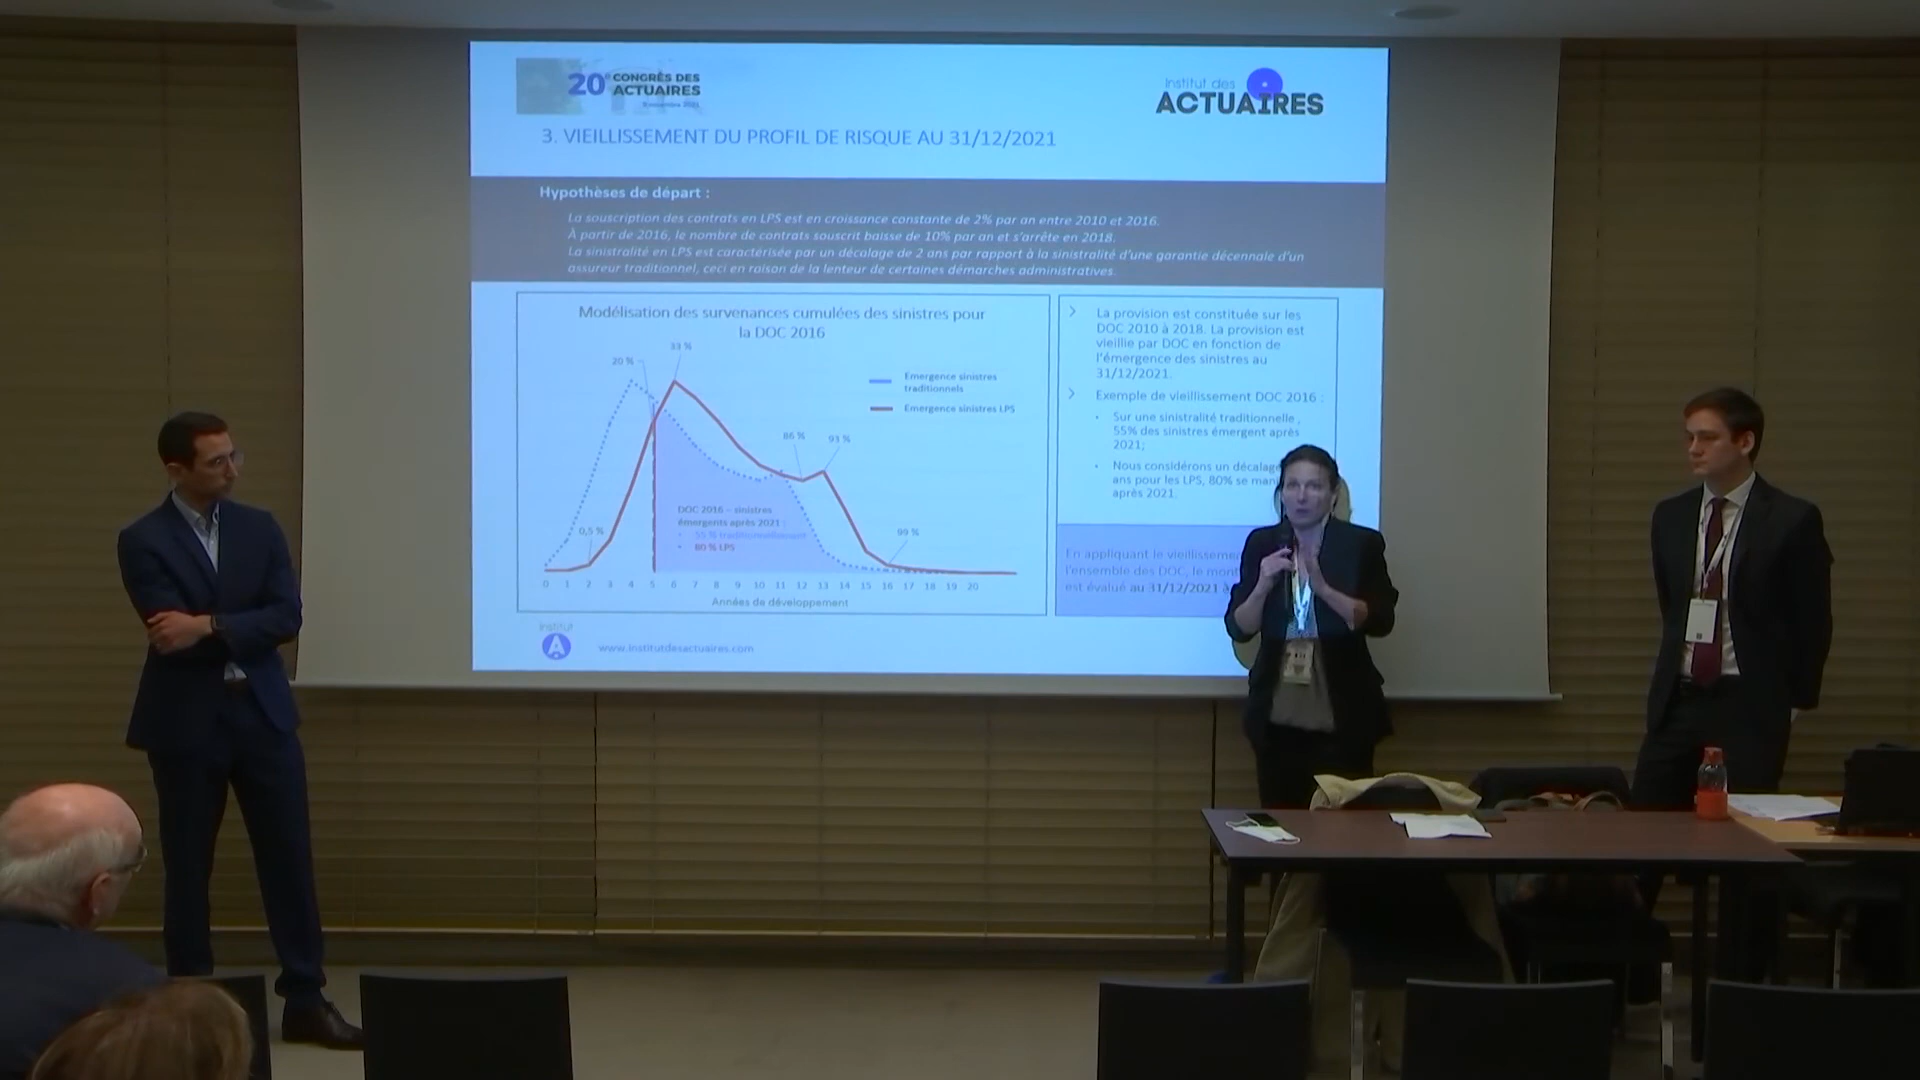 20e CONGRÈS DES
ACTUAIRES
Institut des
ACTUAIRES
3. VIEILLISSEMENT DU PROFIL DE RISQUE AU 31/12/2021
Hypothèses de départ :
La souscription des contrats en LPS est en croissance constante de 2% par an entre 2010 et 2016.
À partir de 2016, le nombre de contrats souscrit baisse de 10% par an et s'arrête en 2018.
La sinistralité en LPS est caractérisée par un décalage de 2 ans par rapport à la sinistralité d'une garantie décennale d'un
assureur traditionnel, ceci en raison de la lenteur de certaines démarches administratives.
Modélisation des survenances cumulées des sinistres pour
la DOC 2016
33 %
20 %
Emergence sinistres
traditionnels
Emergence sinistres LPS
86 %
93 %
DOC 2016 – sinistres
émergents après 2021 :
55 % traditionnellement
80 % LPS
0,5 %
99 %
0 1 2 3 4 5 6 7 8 9 10 11 12 13 14 15 16 17 18 19 20
Années de développement
La provision est constituée sur les
DOC 2010 à 2018. La provision est
vieillie par DOC en fonction de
l'émergence des sinistres au
31/12/2021.
Exemple de vieillissement DOC 2016 :
Sur une sinistralité traditionnelle,
55% des sinistres émergent après
2021;
Nous considérons un décalage
ans pour les LPS, 80% se
après 2021.
En appliquant le
l'ensemble des DOC, le
est évalué au 31/12/2021 à
Institut
A
www.institutdesactuaires.com